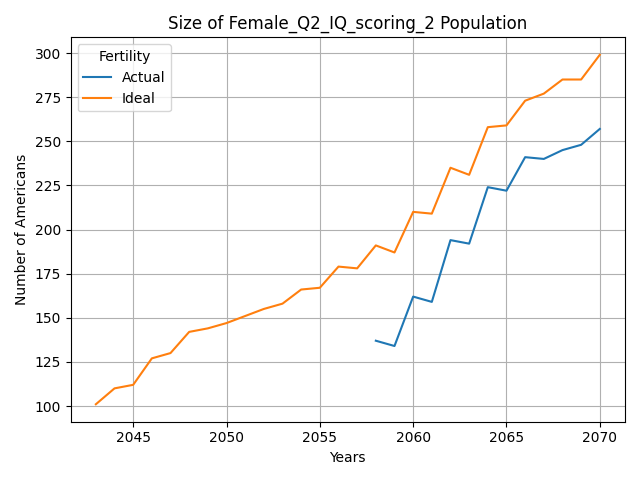 Size of Female_Q2_IQ_scoring_2 Population
Fertility
Actual
Ideal
300
275
250
225
200
175
150
125
100
Number of Americans
2045
2050
2055
2060
2065
2070
Years